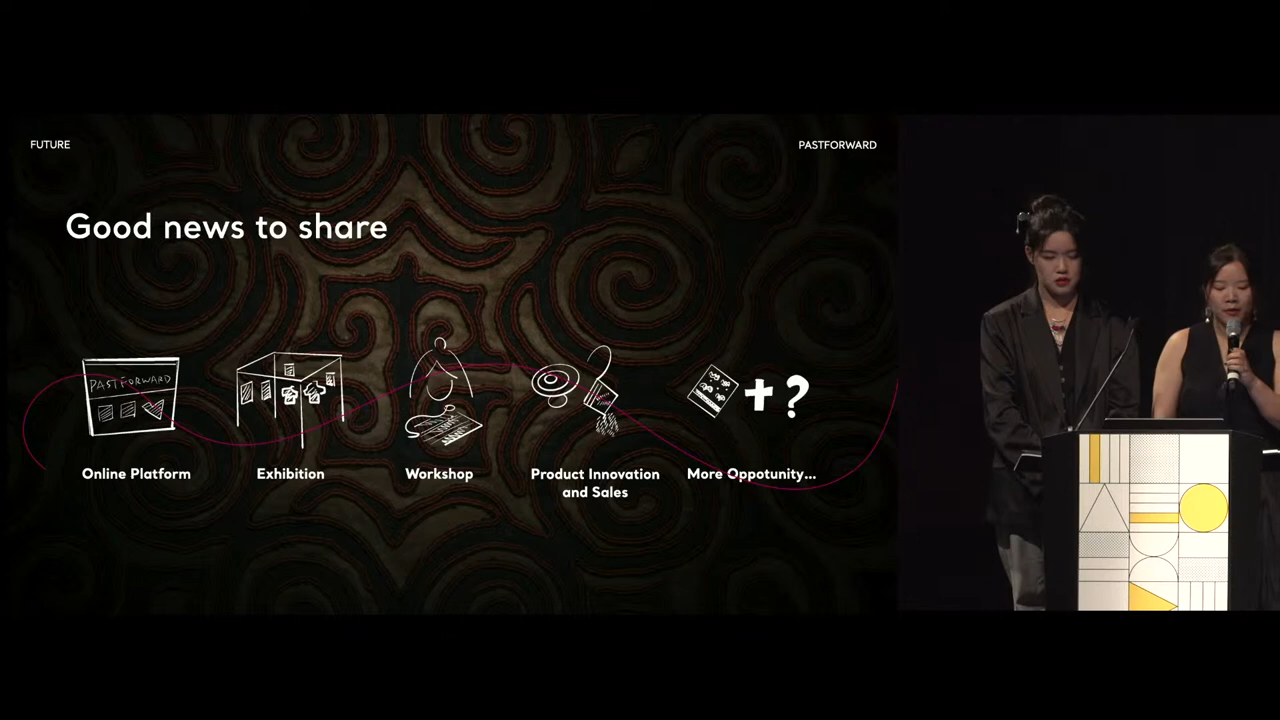 FUTURE
PASTFORWARD
Good news to share
PASTFORWARD
+ ?
Online Platform
Exhibition
Workshop
Product Innovation
and Sales
More Oppotunity...